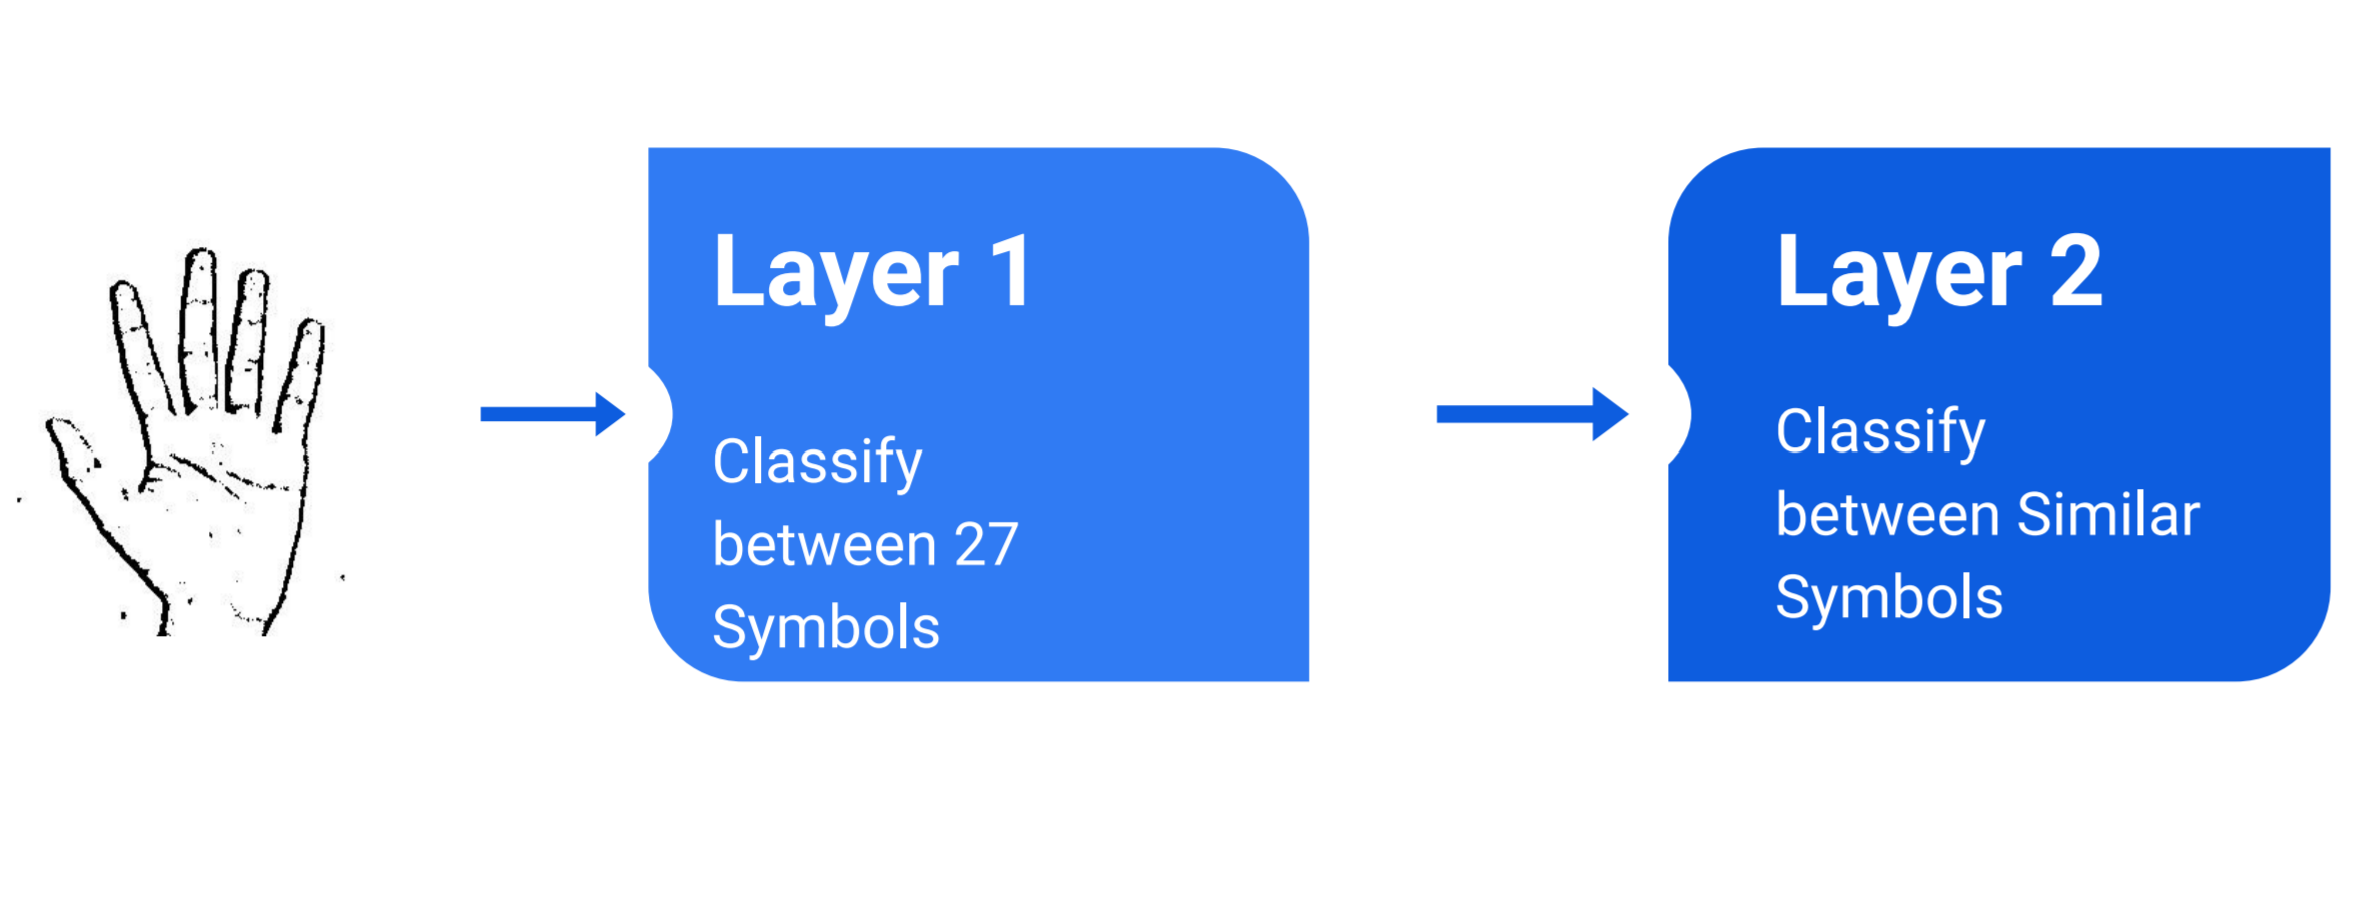 Layer 1
Classify
between 27
Symbols
Layer 2
Classify
between Similar
Symbols